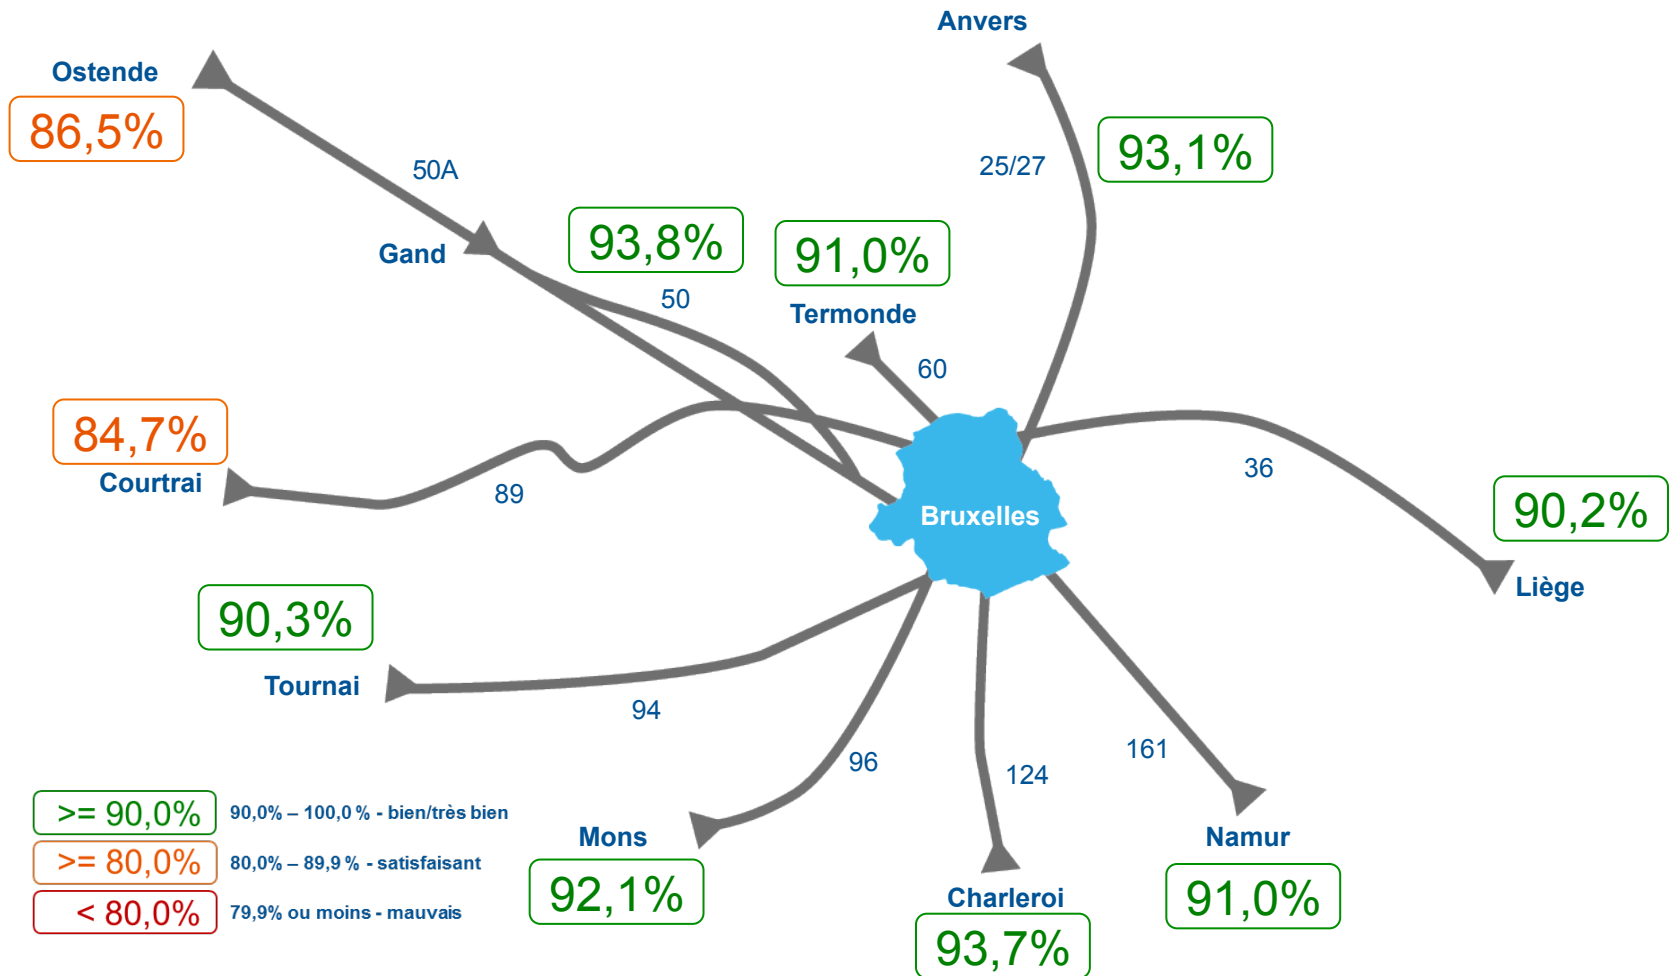 Anvers
Ostende
86,5%
50A
25/27
93,1%
Gand
93,8%
50
91,0%
Termonde
60
84,7%
Courtrai
89
36
90,2%
Liège
Bruxelles
90,3%
Tournai
94
96
124
161
Mons
92,1%
Charleroi
93,7%
Namur
91,0%
>= 90,0% 90,0% – 100,0 % - bien/très bien
>= 80,0% 80,0% – 89,9 % - satisfaisant
< 80,0% 79,9% ou moins - mauvais